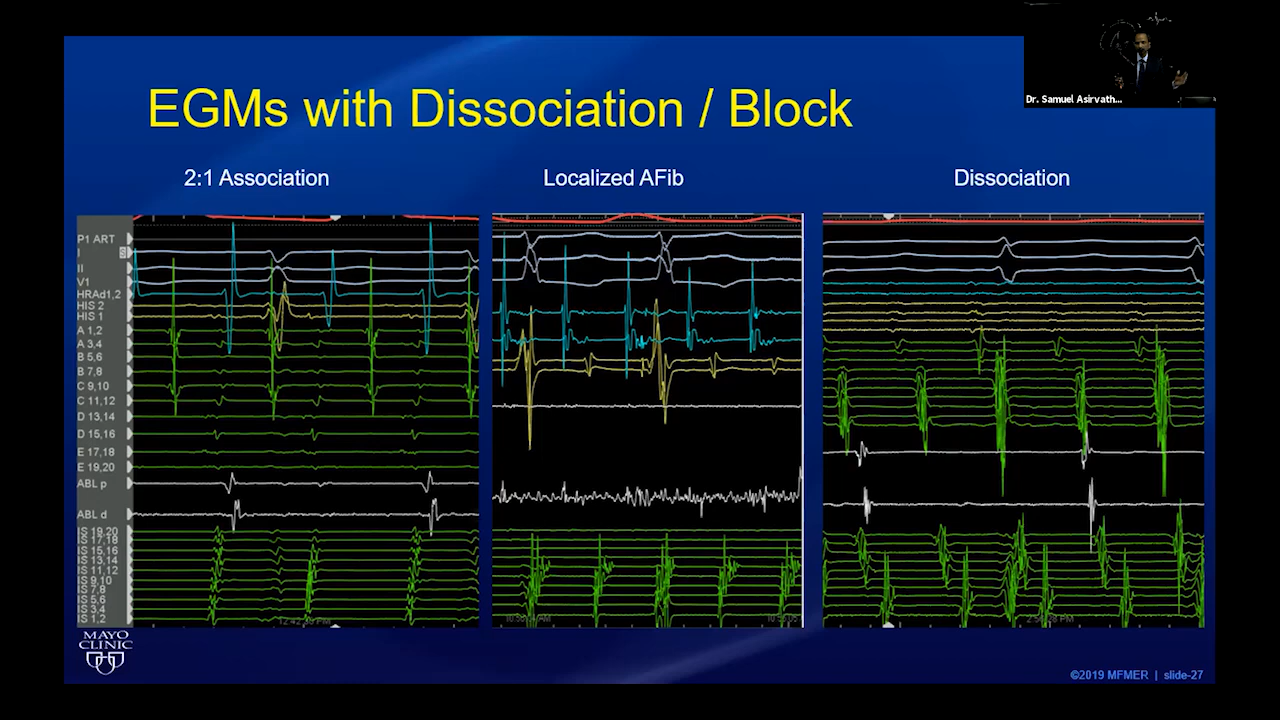 Dr. Samuel Asirvath...
EGMs with Dissociation / Block
2:1 Association
Localized AFib
Dissociation
P1 ART
I
S
II
V1
HRAd1,2
HIS 2
HIS 1
A 1,2
A 3,4
B 5,6
B 7,8
C 9,10
C 11,12
D 13,14
D 15,16
E 17,18
E 19,20
ABL p
ABL d
IS 19,20
IS 17,18
IS 15,16
IS 13,14
IS 11,12
IS 9,10
IS 7,8
IS 5,6
IS 3,4
IS 1,2
MAYO
CLINIC
©2019 MFMER | slide-27